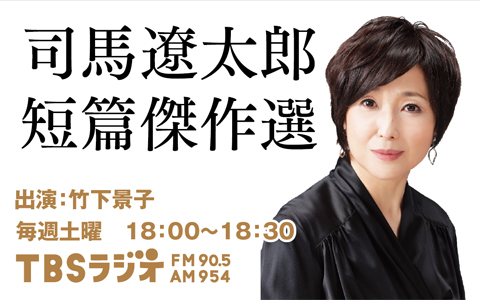 司馬遼太郎
短篇傑作選
出演：竹下景子
毎週土曜　18：00～18：30
TBSラジオ FM 90.5
AM 954